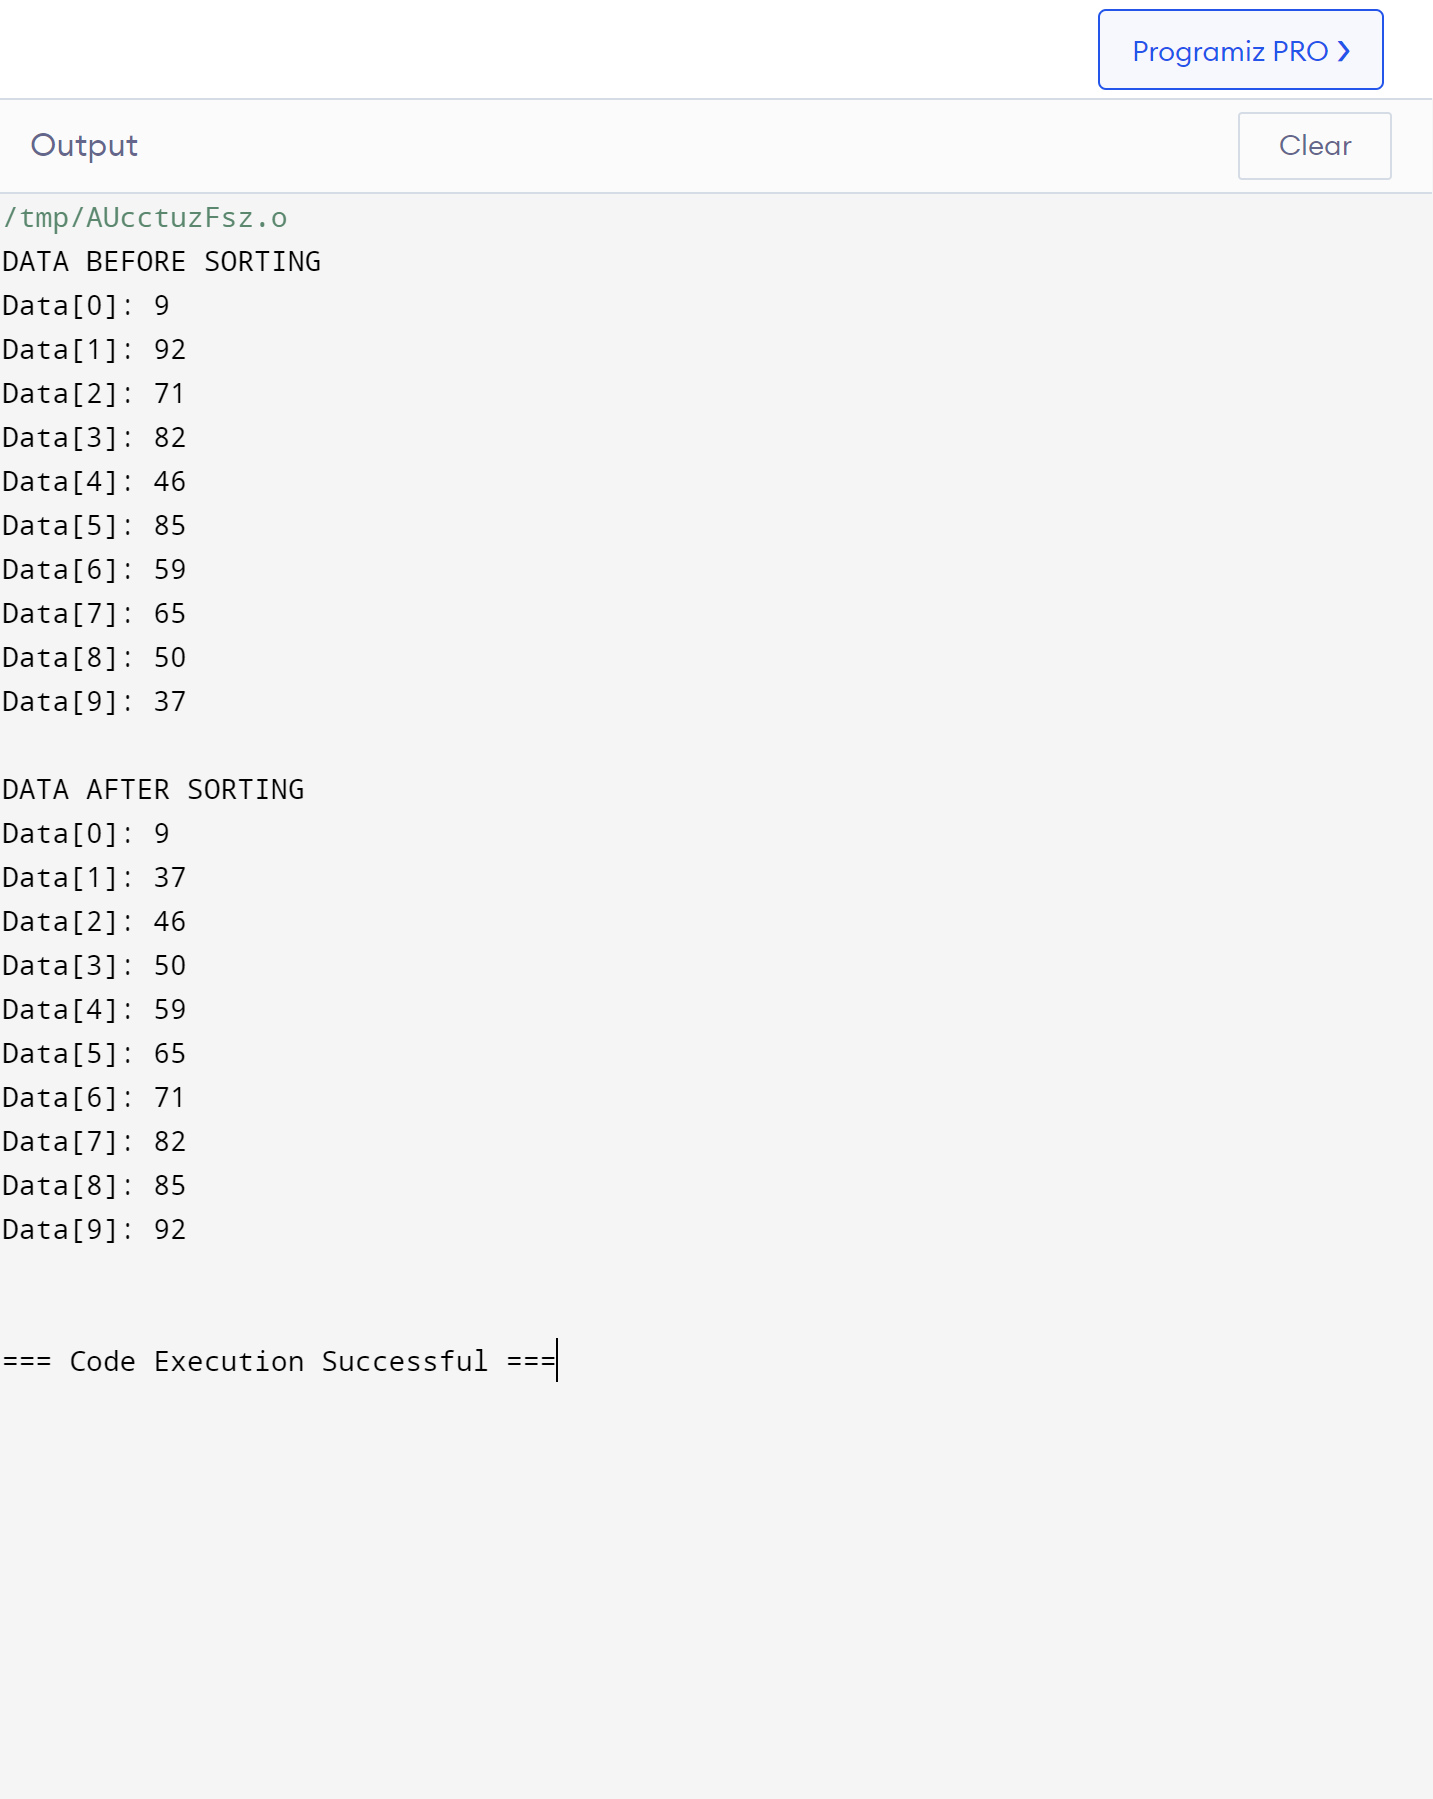 Programiz PRO ❯
Output
Clear
/tmp/AUcctuzFsz.o
DATA BEFORE SORTING
Data[0]: 9
Data[1]: 92
Data[2]: 71
Data[3]: 82
Data[4]: 46
Data[5]: 85
Data[6]: 59
Data[7]: 65
Data[8]: 50
Data[9]: 37
DATA AFTER SORTING
Data[0]: 9
Data[1]: 37
Data[2]: 46
Data[3]: 50
Data[4]: 59
Data[5]: 65
Data[6]: 71
Data[7]: 82
Data[8]: 85
Data[9]: 92
=== Code Execution Successful ===